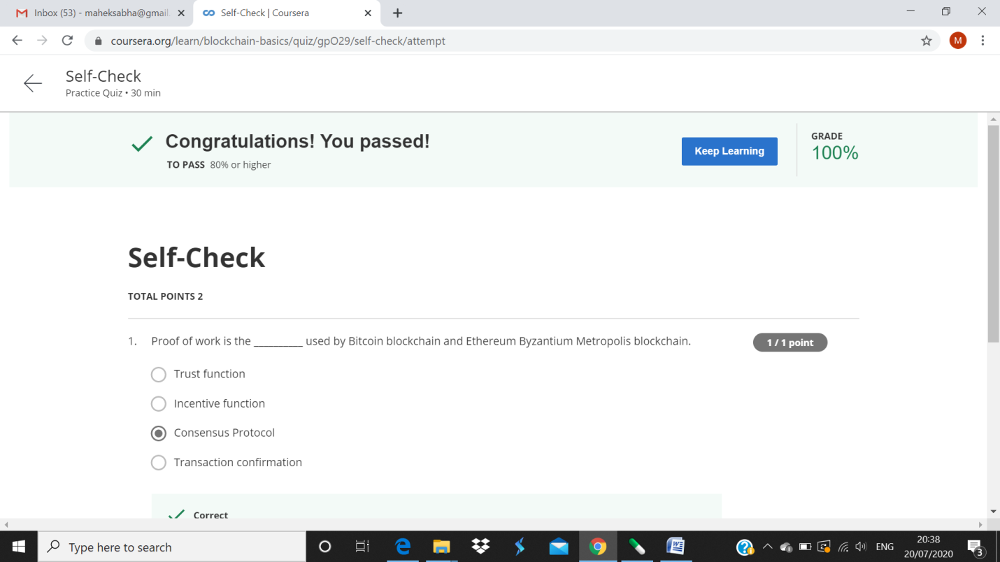 Inbox (53) - maheksabha@gmail.
Self-Check | Coursera
coursera.org/learn/blockchain-basics/quiz/gpO29/self-check/attempt
M
Self-Check
Practice Quiz • 30 min
Congratulations! You passed!
TO PASS 80% or higher
Keep Learning
GRADE
100%
Self-Check
TOTAL POINTS 2
1. Proof of work is the __________ used by Bitcoin blockchain and Ethereum Byzantium Metropolis blockchain.
1 / 1 point
Trust function
Incentive function
Consensus Protocol
Transaction confirmation
Correct
Type here to search
ENG
20:38
20/07/2020
3